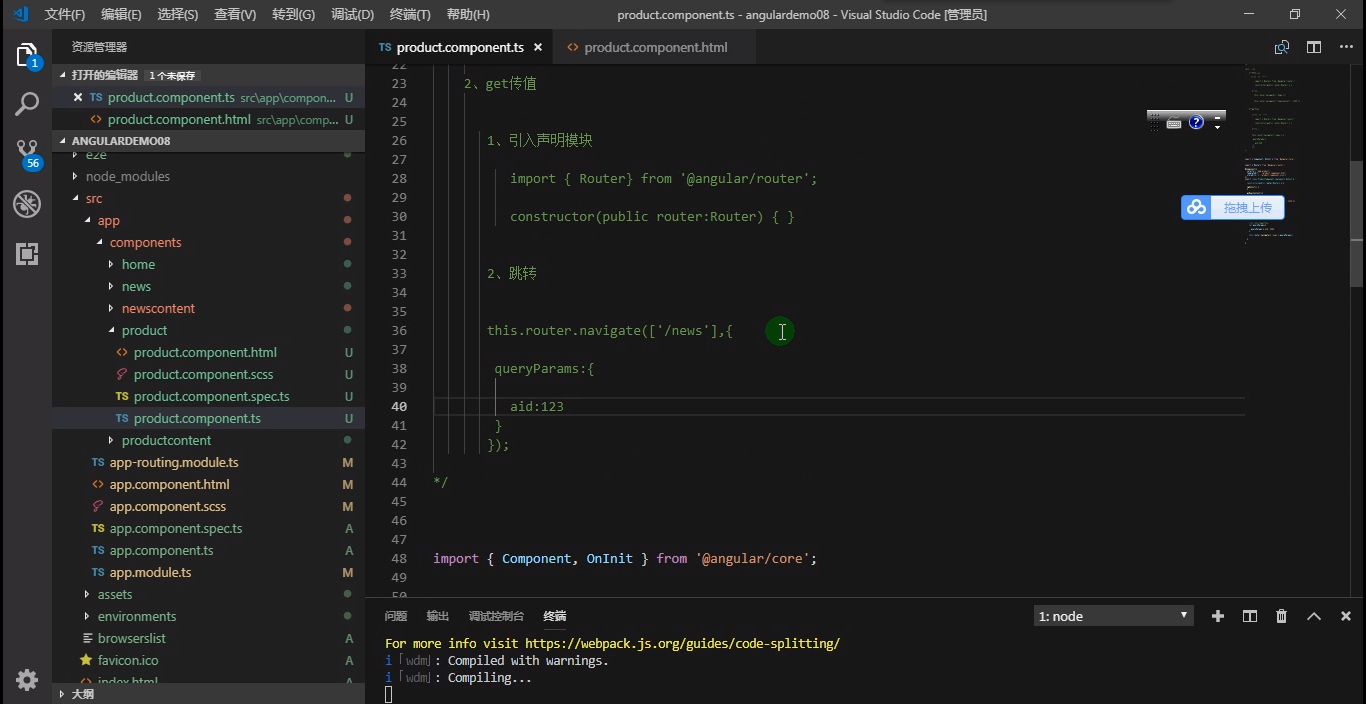 文件(F) 编辑(E) 选择(S) 查看(V) 转到(G) 调试(D) 终端(T) 帮助(H) product.component.ts - angulardemo08 - Visual Studio Code [管理员]
资源管理器
TS product.component.ts × <> product.component.html
打开的编辑器 1个未保存
× TS product.component.ts src\app\compon... U
<> product.component.html src\app\comp... U
ANGULARDEMO08
e2e
node_modules
src
app
components
home
news
newscontent
product
<> product.component.html U
product.component.scss U
TS product.component.spec.ts U
TS product.component.ts U
productcontent
TS app-routing.module.ts M
<> app.component.html M
app.component.scss M
TS app.component.spec.ts A
TS app.component.ts A
TS app.module.ts M
assets
environments
browserslist A
favicon.ico A
<> index.html A
大纲
1
56
22
23 2、get传值
24
25
26 1、引入声明模块
27
28 import { Router} from '@angular/router';
29
30 constructor(public router:Router) { }
31
32
33 2、跳转
34
35
36 this.router.navigate(['/news'],{
37
38 queryParams:{
39
40 aid:123
41 }
42 });
43
44 */
45
46
47
48 import { Component, OnInit } from '@angular/core';
49
50
拖拽上传
问题 输出 调试控制台 终端 1: node
For more info visit https://webpack.js.org/guides/code-splitting/
i ｢wdm｣: Compiled with warnings.
i ｢wdm｣: Compiling...